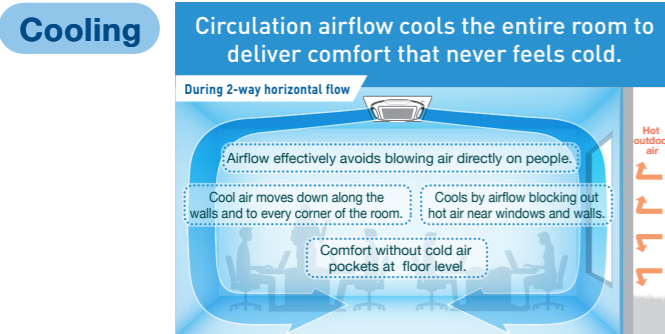 Cooling
Circulation airflow cools the entire room to
deliver comfort that never feels cold.
During 2-way horizontal flow
Airflow effectively avoids blowing air directly on people.
Cool air moves down along the
walls and to every corner of the room.
Cools by airflow blocking out
hot air near windows and walls.
Comfort without cold air
pockets at floor level.
Hot
outdoor
air